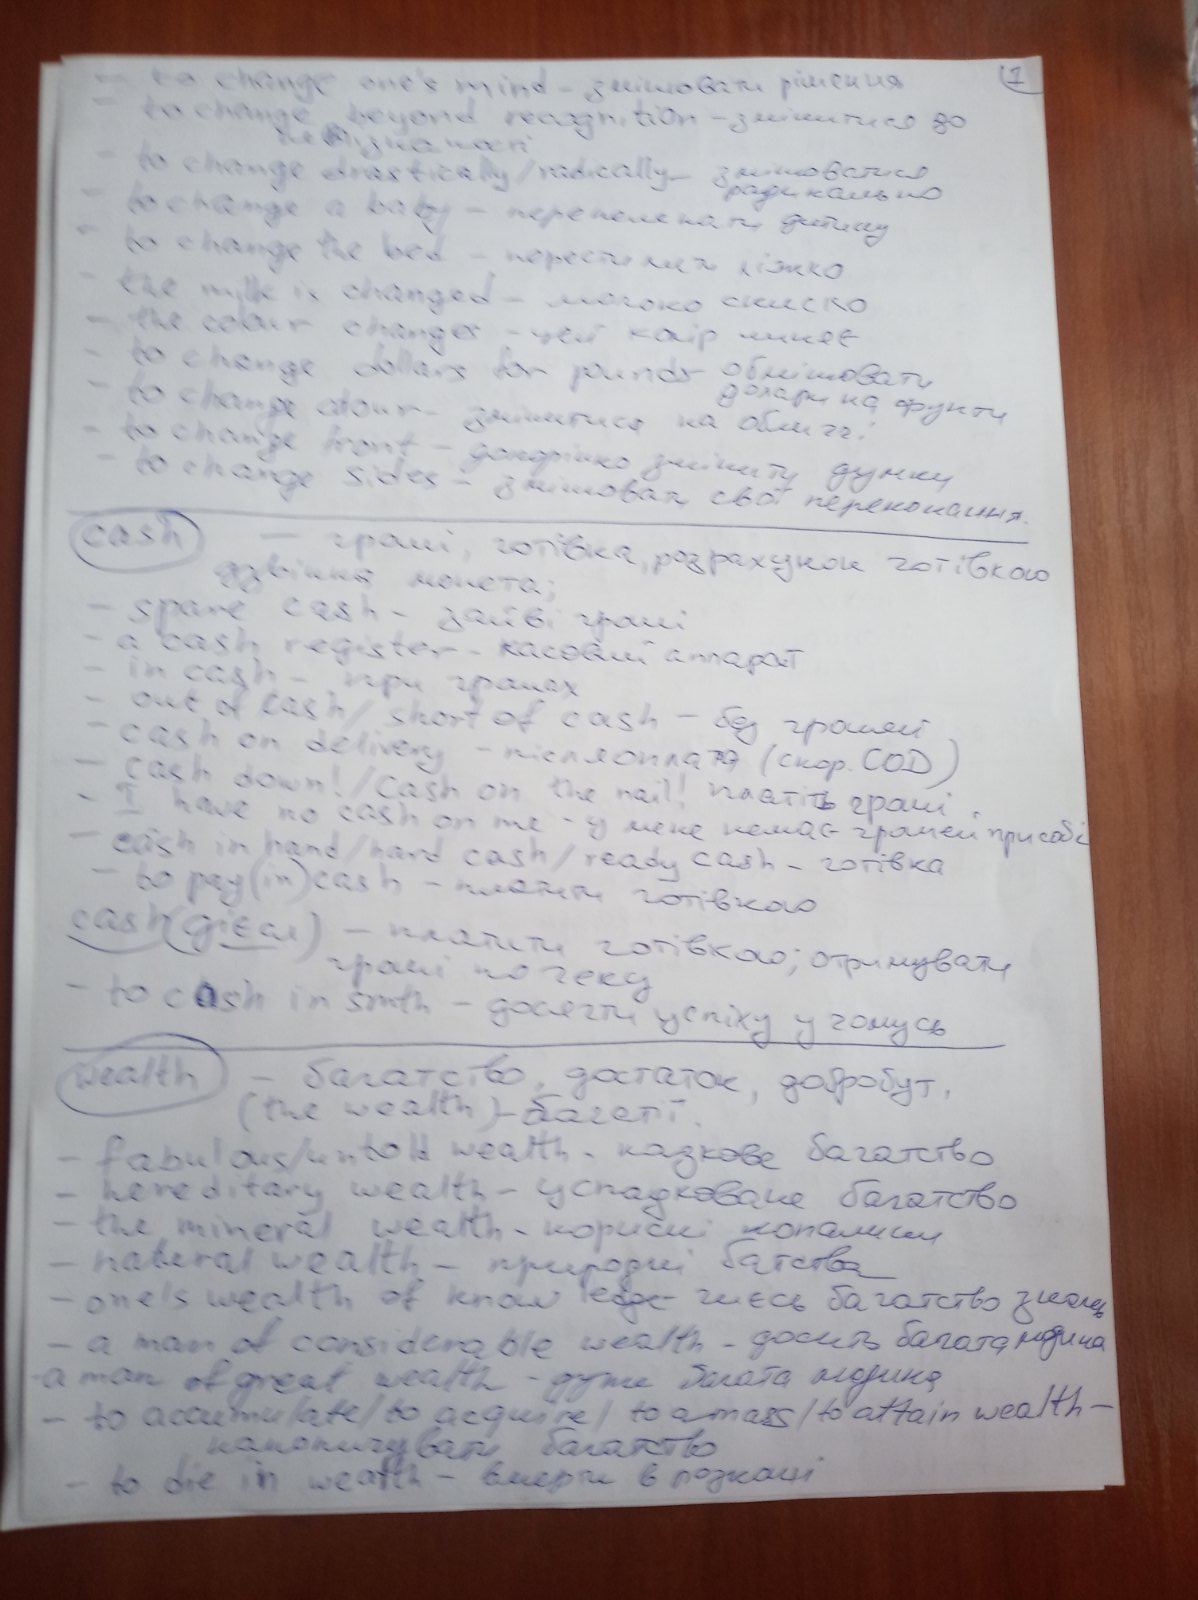 1
- to change one's mind - змінювати рішення
- to change beyond recognition - змінитися до
невпізнаності
- to change drastically/radically - змінюватися
радикально
- to change a baby - перепеленати дитину
- to change the bed - перестилити ліжко
- the milk is changed - молоко скисло
- the colour changes - цей колір линяє
- to change dollars for pounds обмінювати
долари на фунти
- to change colour - змінитися на обличчі
- to change front - докорінно змінити думку
- to change sides - змінювати свої переконання.
cash - гроші, готівка, розрахунок готівкою
дзвінка монета;
- spare cash - зайві гроші
- a cash register - касовий аппарат
- in cash - при грошах
- out of cash/short of cash - без грошей
- cash on delivery - післяоплата (скор. COD)
- cash down!/cash on the nail! платіть гроші.
- I have no cash on me - у мене немає грошей при собі
- cash in hand/hard cash/ready cash - готівка
- to pay (in) cash - платити готівкою
cash (дієсл) - платити готівкою; отримувати
гроші по чеку
- to cash in smth - досягти успіху у чомусь
wealth - багатство, достаток, добробут,
(the wealth) - багаті.
- fabulous/untold wealth - казкове багатство
- hereditary wealth - успадковане багатство
- the mineral wealth - корисні копалини
- natural wealth - природні батства
- one's wealth of knowledge - чиєсь багатство знань
- a man of considerable wealth - досить багата людина
- a man of great wealth - дуже багата людина
- to accumulate/to acquire/to amass/to attain wealth -
накопичувати багатство
- to die in wealth - вмерти в розкоші